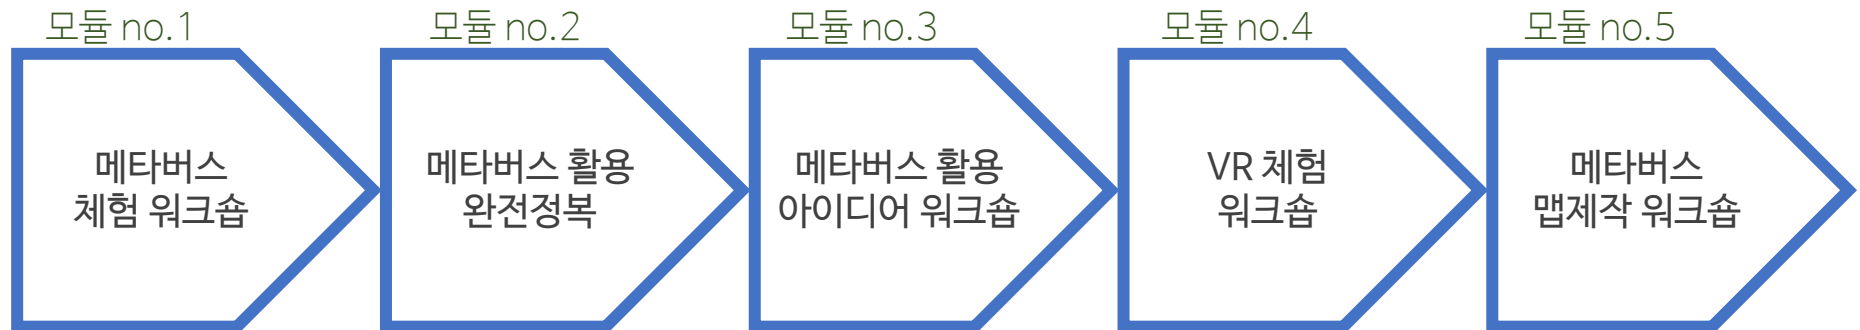 모듈 no.1
모듈 no.2
모듈 no.3
모듈 no.4
모듈 no.5
메타버스
체험 워크숍
메타버스 활용
완전정복
메타버스 활용
아이디어 워크숍
VR 체험
워크숍
메타버스
맵제작 워크숍